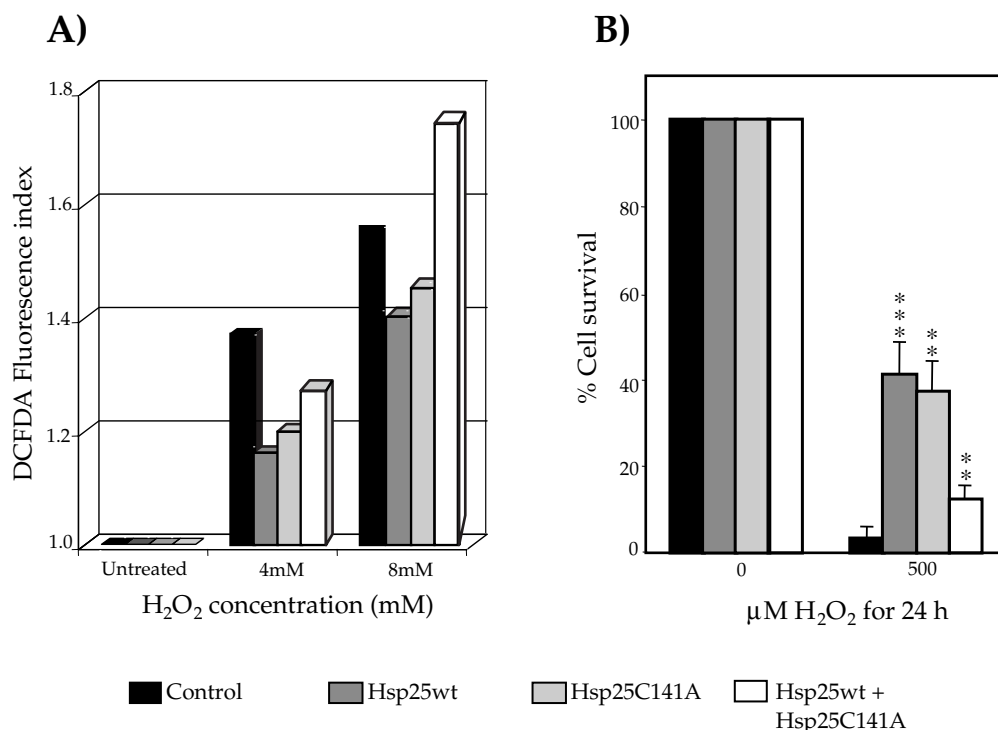 A)
B)
1.8
1.6
1.4
1.2
1.0
DCFDA Fluorescence index
Untreated
4mM
8mM
H₂O₂ concentration (mM)
100
80
60
40
20
0
% Cell survival
***
**
**
0
500
μM H₂O₂ for 24 h
Control
Hsp25wt
Hsp25C141A
Hsp25wt +
Hsp25C141A